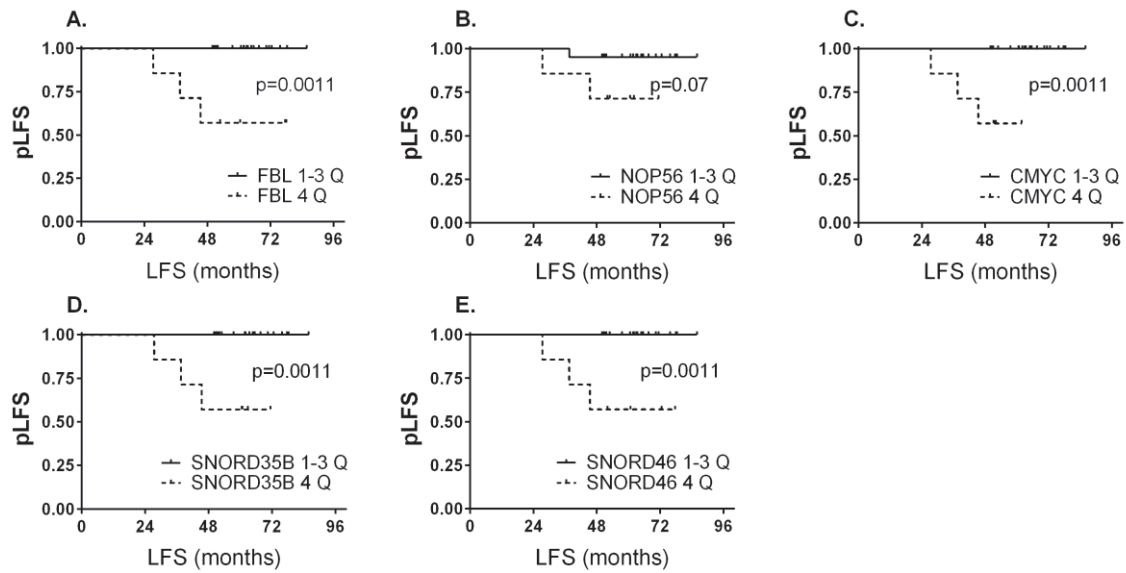 A.
1.00
0.75
0.50
0.25
0.00
pLFS
p=0.0011
FBL 1-3 Q
FBL 4 Q
0 24 48 72 96
LFS (months)
B.
1.00
0.75
0.50
0.25
0.00
pLFS
p=0.07
NOP56 1-3 Q
NOP56 4 Q
0 24 48 72 96
LFS (months)
C.
1.00
0.75
0.50
0.25
0.00
pLFS
p=0.0011
CMYC 1-3 Q
CMYC 4 Q
0 24 48 72 96
LFS (months)
D.
1.00
0.75
0.50
0.25
0.00
pLFS
p=0.0011
SNORD35B 1-3 Q
SNORD35B 4 Q
0 24 48 72 96
LFS (months)
E.
1.00
0.75
0.50
0.25
0.00
pLFS
p=0.0011
SNORD46 1-3 Q
SNORD46 4 Q
0 24 48 72 96
LFS (months)